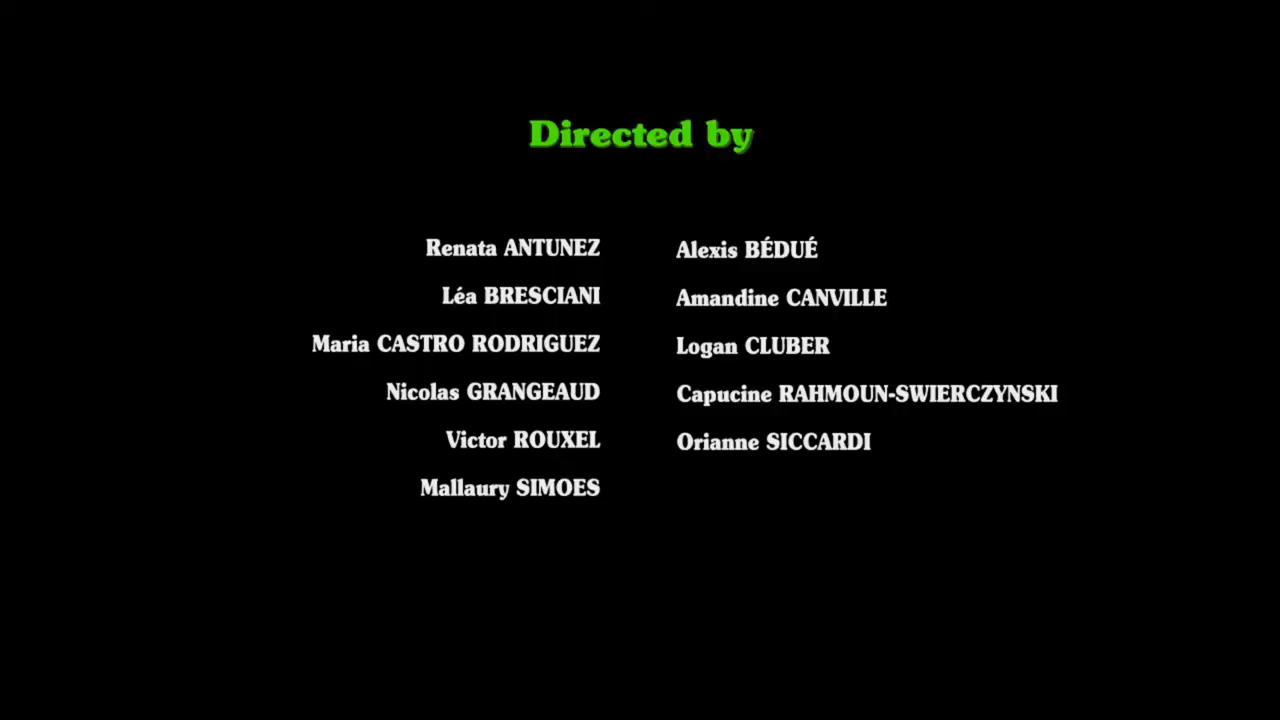 Directed by
Renata ANTUNEZ
Léa BRESCIANI
Maria CASTRO RODRIGUEZ
Nicolas GRANGEAUD
Victor ROUXEL
Mallaury SIMOES
Alexis BÉDUÉ
Amandine CANVILLE
Logan CLUBER
Capucine RAHMOUN-SWIERCZYNSKI
Orianne SICCARDI